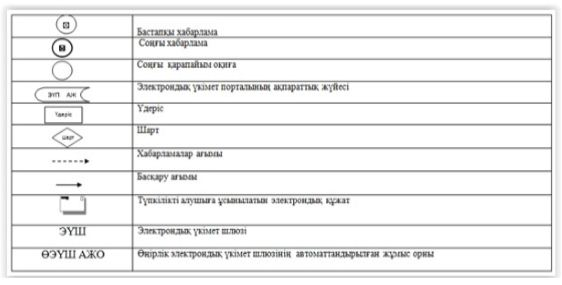 Бастапқы хабарлама
Соңғы хабарлама
Соңғы қарапайым оқиға
ЭҮП АЖ Электрондық үкімет порталының ақпараттық жүйесі
Үдеріс Үдеріс
Шарт Шарт
Хабарламалар ағымы
Басқару ағымы
Түпкілікті алушыға ұсынылатын электрондық құжат
ЭҮШ Электрондық үкімет шлюзі
ӨЭҮШ АЖО Өңірлік электрондық үкімет шлюзінің автоматтандырылған жұмыс орны